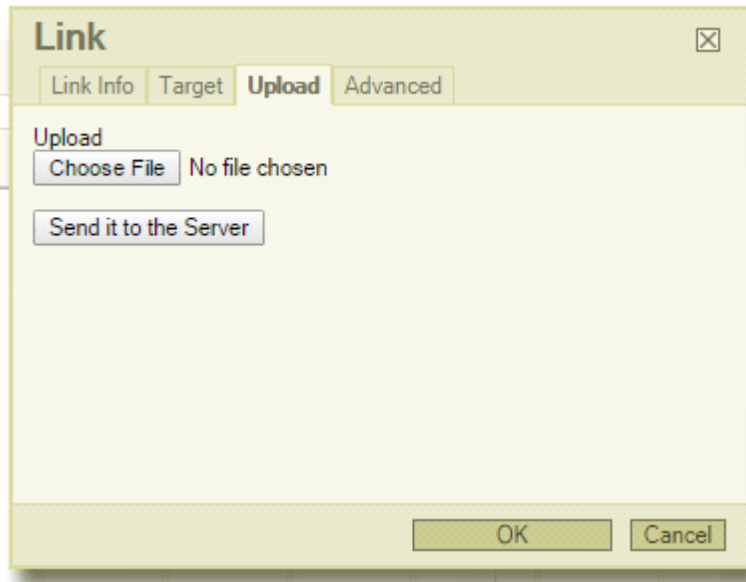 Link
Link Info Target Upload Advanced
Upload
Choose File No file chosen
Send it to the Server
OK Cancel